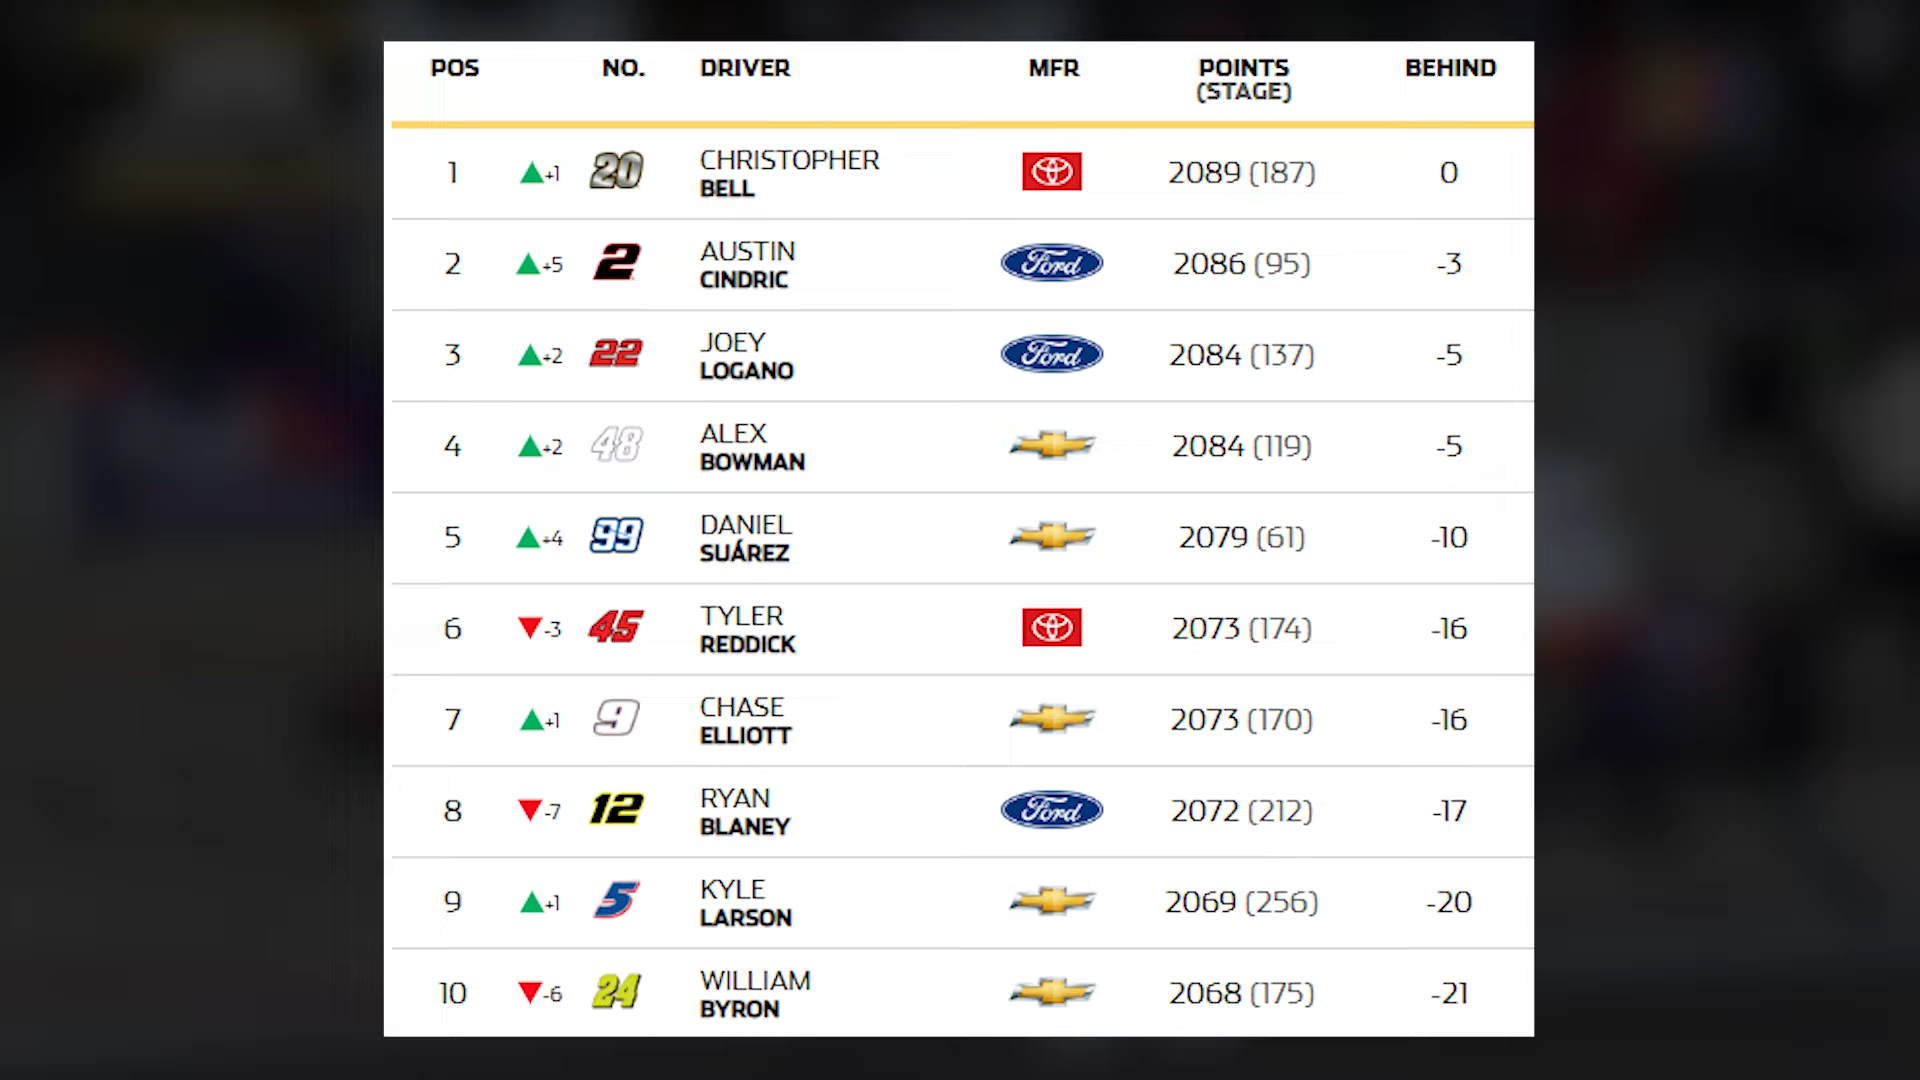 POS NO. DRIVER MFR POINTS (STAGE) BEHIND
1 +1 20 CHRISTOPHER BELL 2089 (187) 0
2 +5 2 AUSTIN CINDRIC Ford 2086 (95) -3
3 +2 22 JOEY LOGANO Ford 2084 (137) -5
4 +2 48 ALEX BOWMAN 2084 (119) -5
5 +4 99 DANIEL SUÁREZ 2079 (61) -10
6 -3 45 TYLER REDDICK 2073 (174) -16
7 +1 9 CHASE ELLIOTT 2073 (170) -16
8 -7 12 RYAN BLANEY Ford 2072 (212) -17
9 +1 5 KYLE LARSON 2069 (256) -20
10 -6 24 WILLIAM BYRON 2068 (175) -21